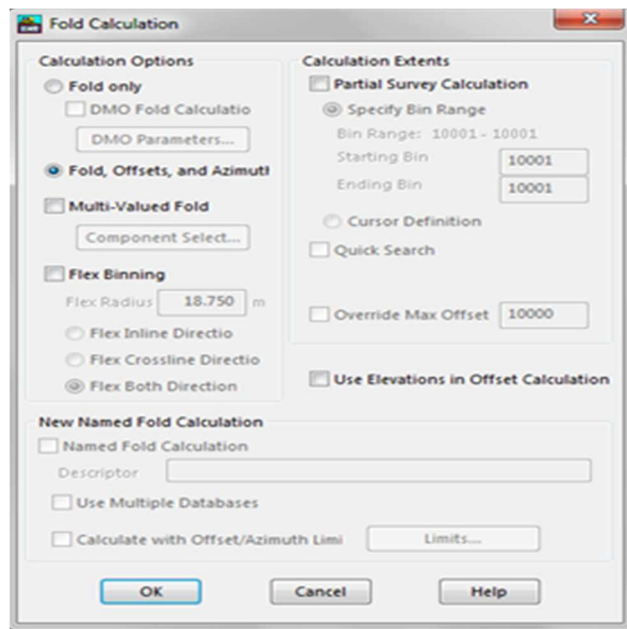 Fold Calculation
Calculation Options
Fold only
DMO Fold Calculatio
DMO Parameters...
Fold, Offsets, and Azimutl
Multi-Valued Fold
Component Select...
Flex Binning
Flex Radius 18.750 m
Flex Inline Directio
Flex Crossline Directio
Flex Both Direction
Calculation Extents
Partial Survey Calculation
Specify Bin Range
Bin Range: 10001 - 10001
Starting Bin 10001
Ending Bin 10001
Cursor Definition
Quick Search
Override Max Offset 10000
Use Elevations in Offset Calculation
New Named Fold Calculation
Named Fold Calculation
Descriptor
Use Multiple Databases
Calculate with Offset/Azimuth Limi Limits...
OK Cancel Help